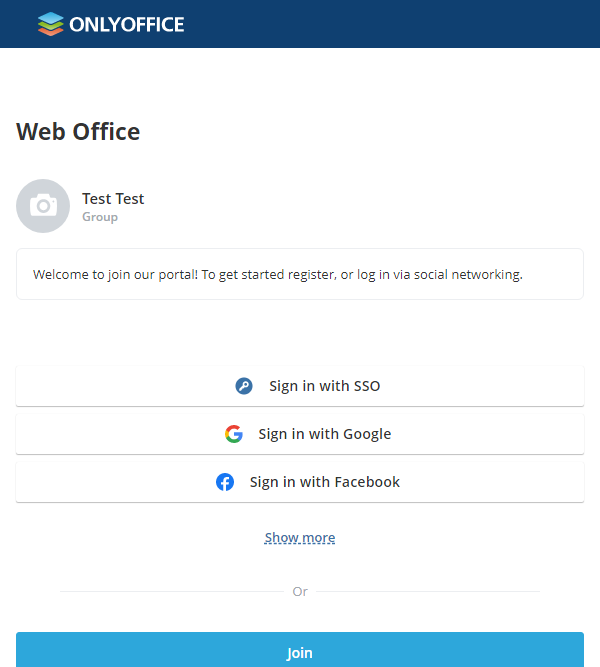 ONLYOFFICE
Web Office
Test Test
Group
Welcome to join our portal! To get started register, or log in via social networking.
Sign in with SSO
Sign in with Google
Sign in with Facebook
Show more
Or
Join